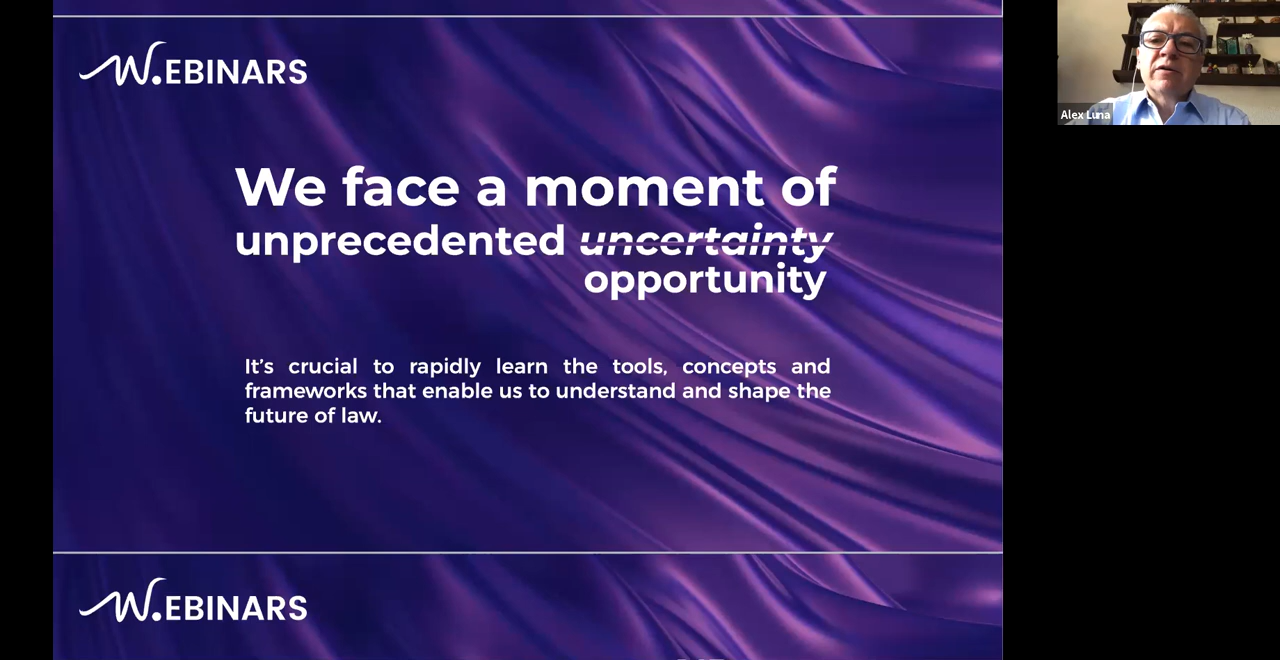 W.EBINARS
We face a moment of
unprecedented uncertainty
opportunity
It's crucial to rapidly learn the tools, concepts and
frameworks that enable us to understand and shape the
future of law.
W.EBINARS
Alex Luna